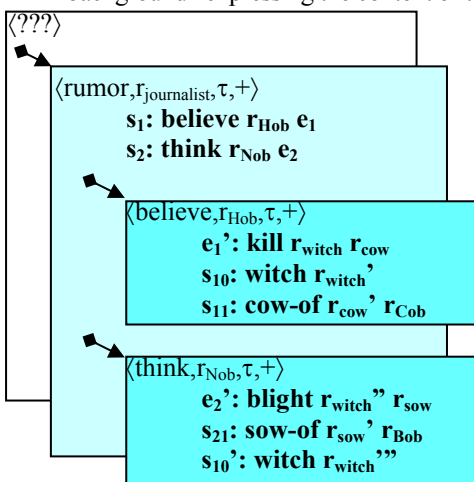 the content
⟨???⟩
⟨rumor,r_journalist,τ,+⟩
s₁: believe r_Hob e₁
s₂: think r_Nob e₂
⟨believe,r_Hob,τ,+⟩
e₁’: kill r_witch r_cow
s₁₀: witch r_witch’
s₁₁: cow-of r_cow’ r_Cob
⟨think,r_Nob,τ,+⟩
e₂’: blight r_witch” r_sow
s₂₁: sow-of r_sow’ r_Bob
s₁₀’: witch r_witch’”